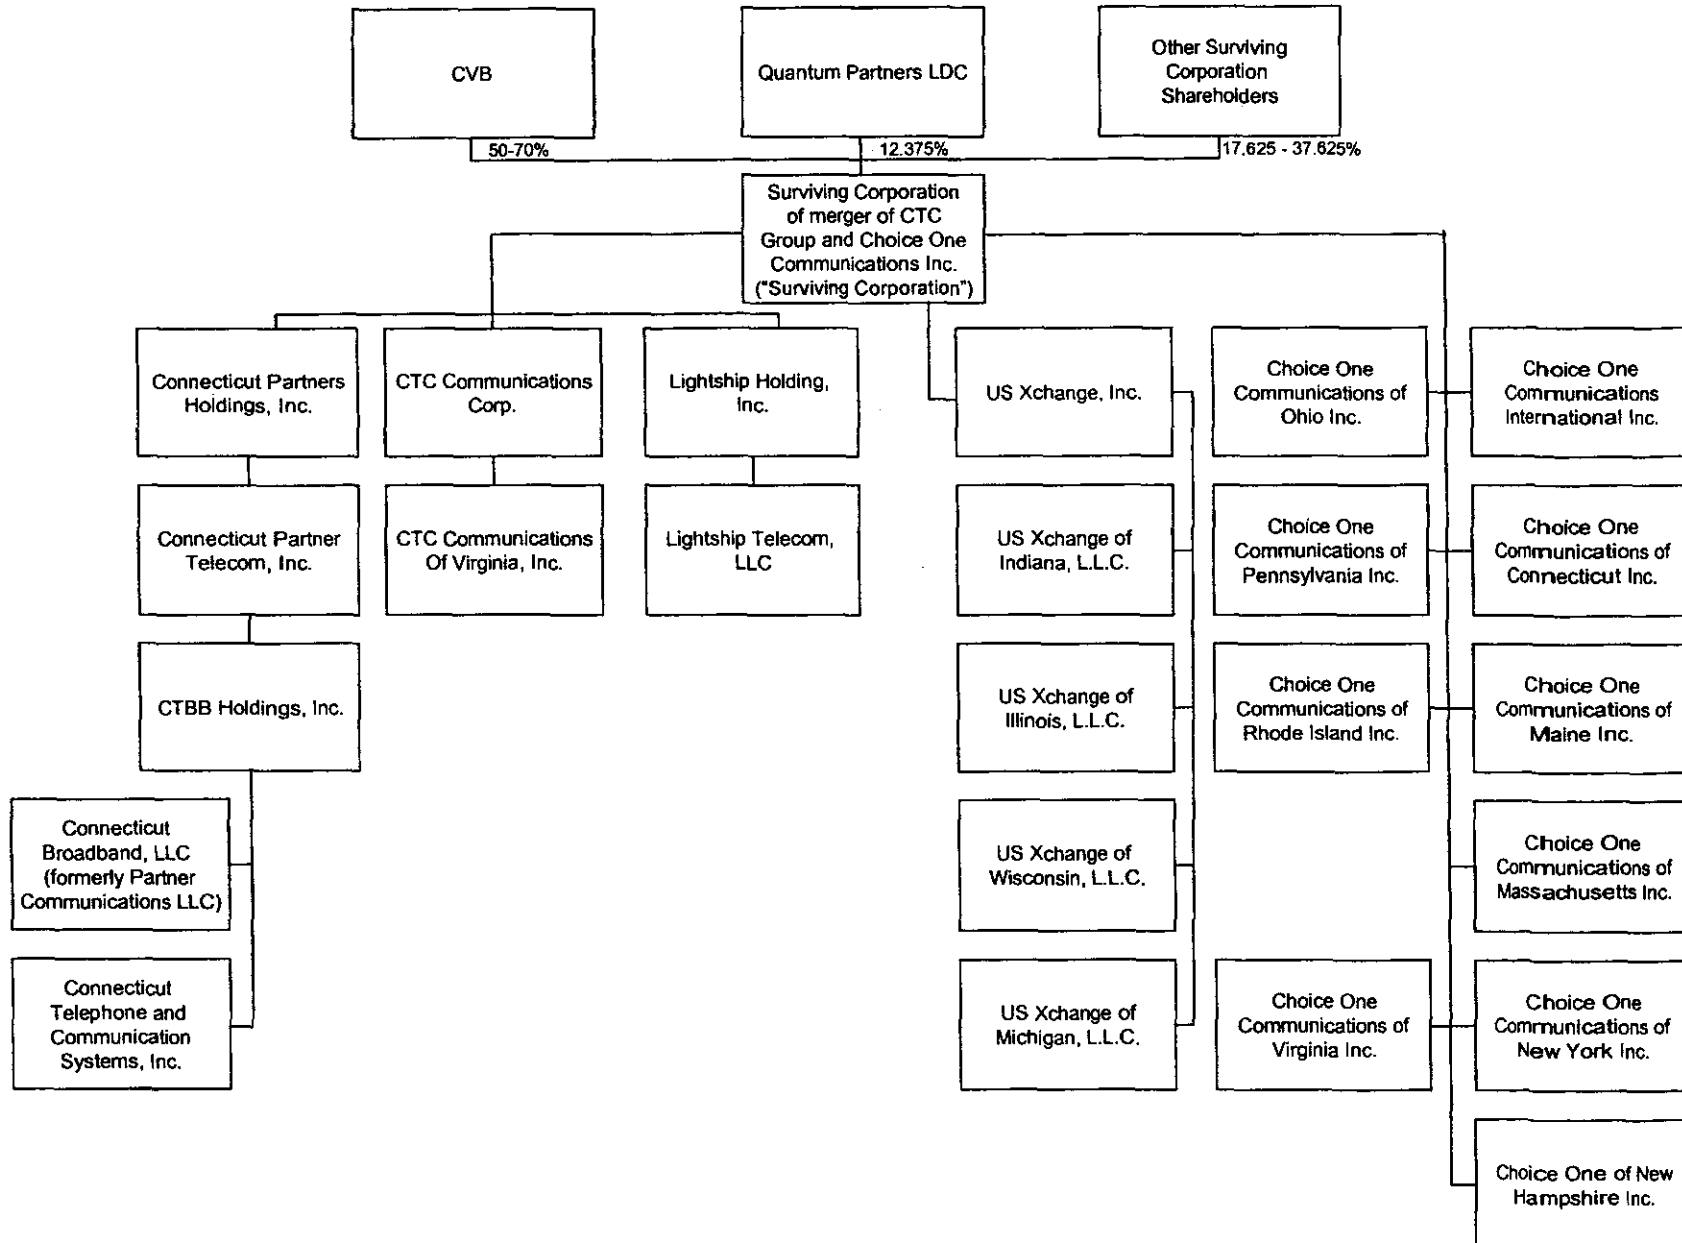 CVB
Quantum Partners LDC
Other Surviving
Corporation
Shareholders
50-70%
12.375%
17.625 - 37.625%
Surviving Corporation
of merger of CTC
Group and Choice One
Communications Inc.
("Surviving Corporation")
Connecticut Partners
Holdings, Inc.
CTC Communications
Corp.
Lightship Holding,
Inc.
US Xchange, Inc.
Choice One
Communications of
Ohio Inc.
Choice One
Communications
International Inc.
Connecticut Partner
Telecom, Inc.
CTC Communications
Of Virginia, Inc.
Lightship Telecom,
LLC
US Xchange of
Indiana, L.L.C.
Choice One
Communications of
Pennsylvania Inc.
Choice One
Communications of
Connecticut Inc.
CTBB Holdings, Inc.
US Xchange of
Illinois, L.L.C.
Choice One
Communications of
Rhode Island Inc.
Choice One
Communications of
Maine Inc.
Connecticut
Broadband, LLC
(formerly Partner
Communications LLC)
US Xchange of
Wisconsin, L.L.C.
Choice One
Communications of
Massachusetts Inc.
Connecticut
Telephone and
Communication
Systems, Inc.
US Xchange of
Michigan, L.L.C.
Choice One
Communications of
Virginia Inc.
Choice One
Communications of
New York Inc.
Choice One of New
Hampshire Inc.